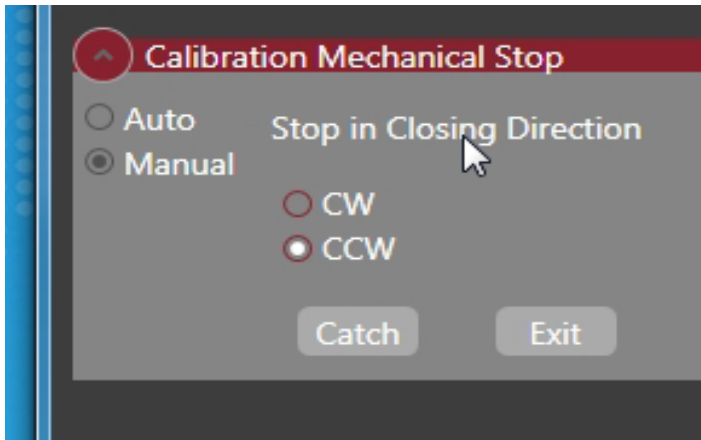 Calibration Mechanical Stop
Auto
Stop in Closing Direction
Manual
CW
CCW
Catch
Exit